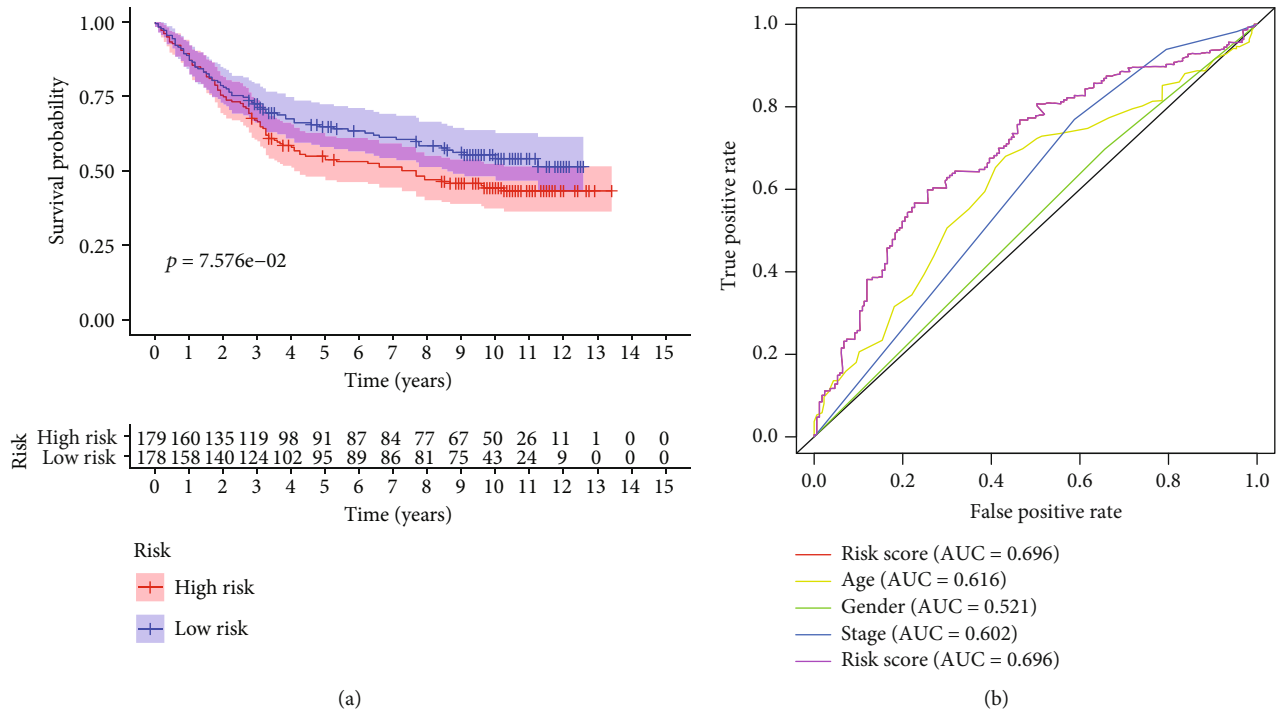 1.00
0.75
0.50
0.25
0.00
Survival probability
p = 7.576e−02
0 1 2 3 4 5 6 7 8 9 10 11 12 13 14 15
Time (years)
Risk
High risk 179 160 135 119 98 91 87 84 77 67 50 26 11 1 0 0
Low risk 178 158 140 124 102 95 89 86 81 75 43 24 9 0 0 0
0 1 2 3 4 5 6 7 8 9 10 11 12 13 14 15
Time (years)
Risk
High risk
Low risk
(a)
1.0
0.8
0.6
0.4
0.2
0.0
True positive rate
0.0 0.2 0.4 0.6 0.8 1.0
False positive rate
Risk score (AUC = 0.696)
Age (AUC = 0.616)
Gender (AUC = 0.521)
Stage (AUC = 0.602)
Risk score (AUC = 0.696)
(b)